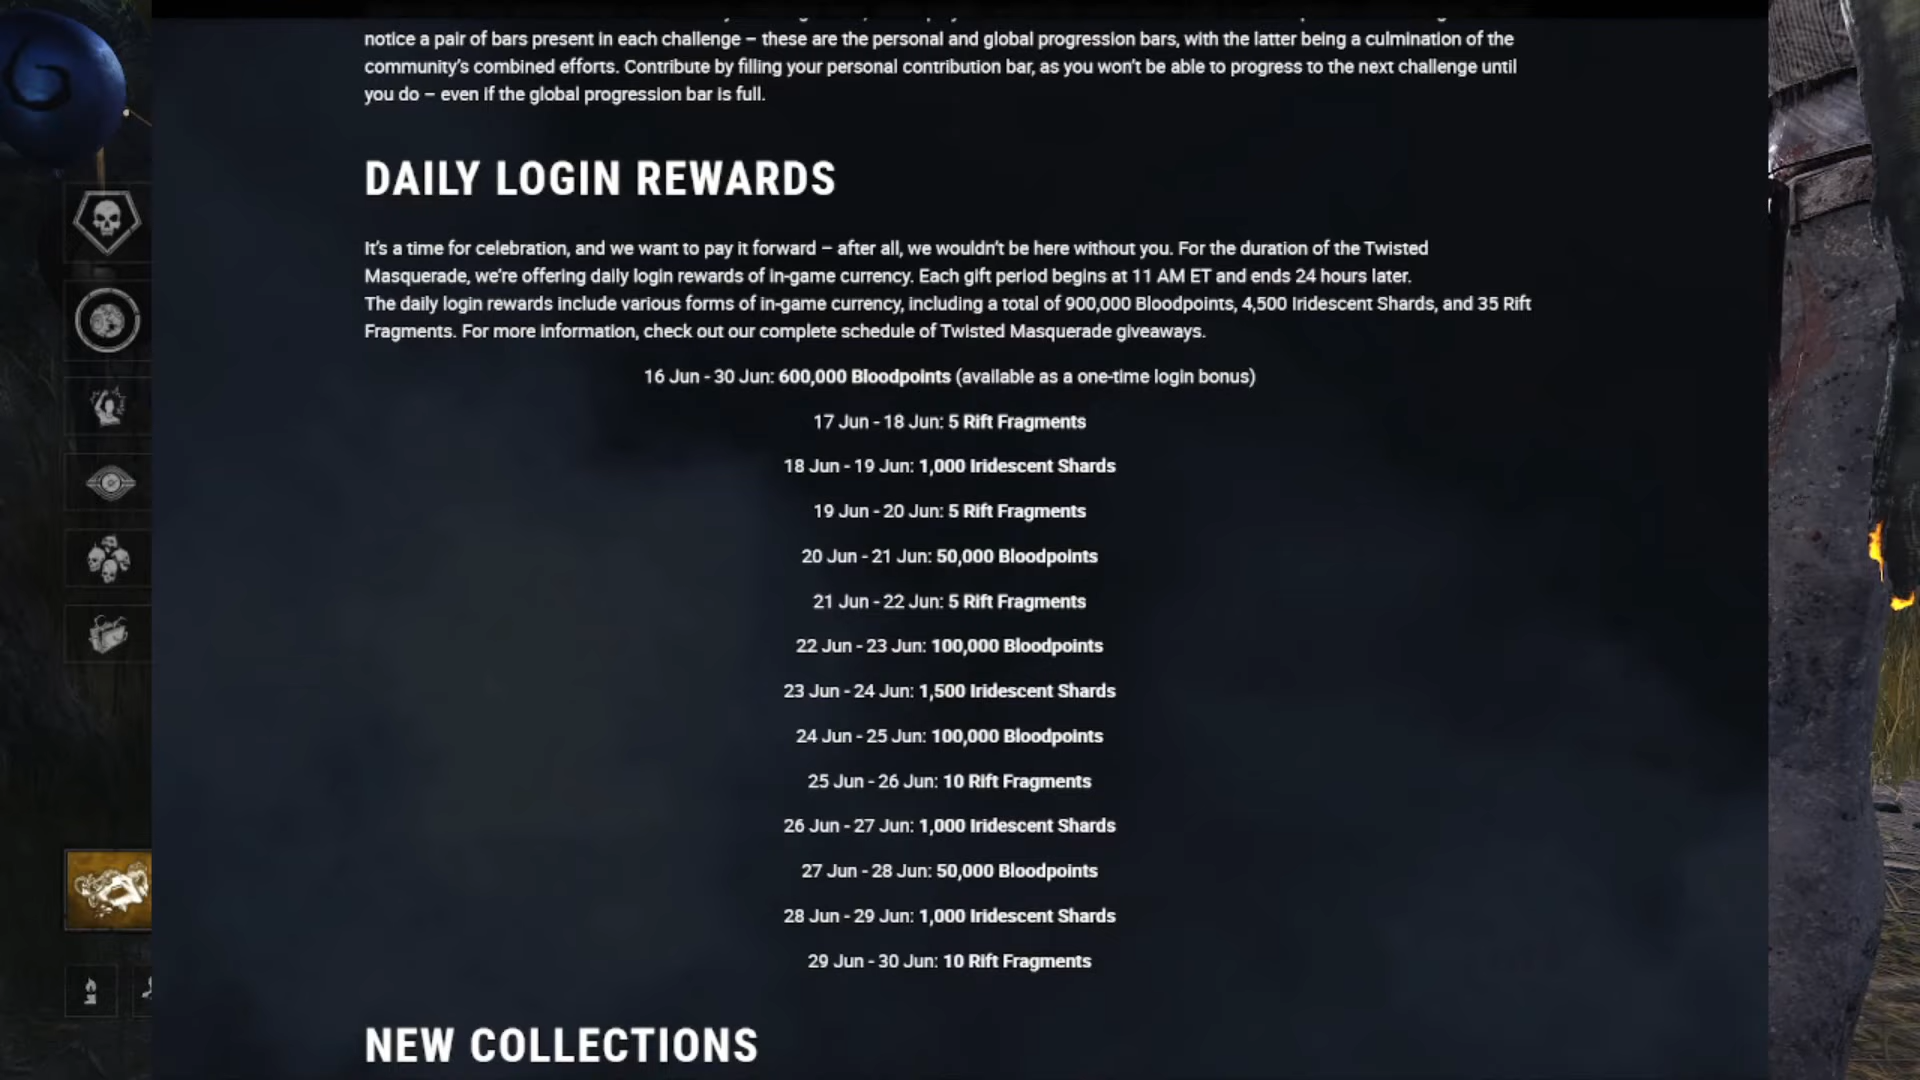 notice a pair of bars present in each challenge – these are the personal and global progression bars, with the latter being a culmination of the
community's combined efforts. Contribute by filling your personal contribution bar, as you won't be able to progress to the next challenge until
you do – even if the global progression bar is full.
DAILY LOGIN REWARDS
It's a time for celebration, and we want to pay it forward – after all, we wouldn't be here without you. For the duration of the Twisted
Masquerade, we're offering daily login rewards of in-game currency. Each gift period begins at 11 AM ET and ends 24 hours later.
The daily login rewards include various forms of in-game currency, including a total of 900,000 Bloodpoints, 4,500 Iridescent Shards, and 35 Rift
Fragments. For more information, check out our complete schedule of Twisted Masquerade giveaways.
16 Jun - 30 Jun: 600,000 Bloodpoints (available as a one-time login bonus)
17 Jun - 18 Jun: 5 Rift Fragments
18 Jun - 19 Jun: 1,000 Iridescent Shards
19 Jun - 20 Jun: 5 Rift Fragments
20 Jun - 21 Jun: 50,000 Bloodpoints
21 Jun - 22 Jun: 5 Rift Fragments
22 Jun - 23 Jun: 100,000 Bloodpoints
23 Jun - 24 Jun: 1,500 Iridescent Shards
24 Jun - 25 Jun: 100,000 Bloodpoints
25 Jun - 26 Jun: 10 Rift Fragments
26 Jun - 27 Jun: 1,000 Iridescent Shards
27 Jun - 28 Jun: 50,000 Bloodpoints
28 Jun - 29 Jun: 1,000 Iridescent Shards
29 Jun - 30 Jun: 10 Rift Fragments
NEW COLLECTIONS